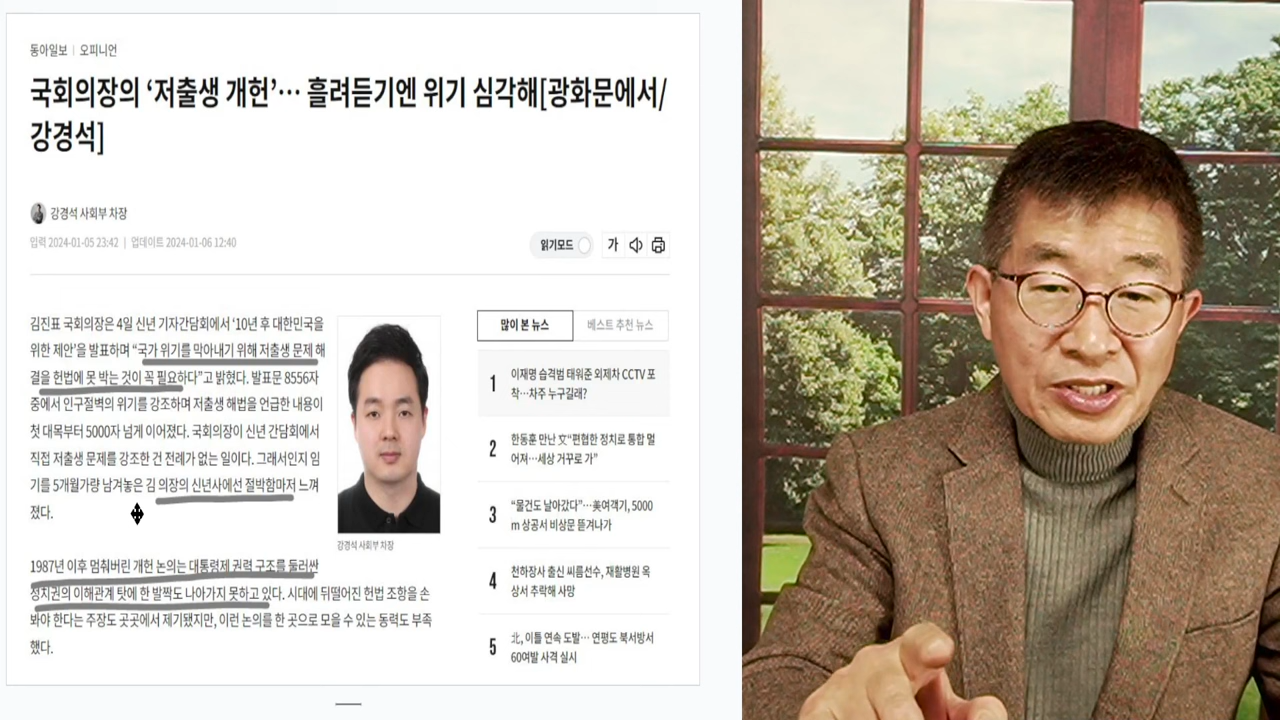 동아일보 | 오피니언
국회의장의 ‘저출생 개헌’… 흘려듣기엔 위기 심각해[광화문에서/
강경석]
강경석 사회부 차장
입력 2024-01-05 23:42 | 업데이트 2024-01-06 12:40
읽기모드
가
김진표 국회의장은 4일 신년 기자간담회에서 ‘10년 후 대한민국을
위한 제안’을 발표하며 “국가 위기를 막아내기 위해 저출생 문제 해
결을 헌법에 못 박는 것이 꼭 필요하다”고 밝혔다. 발표문 8556자
중에서 인구절벽의 위기를 강조하며 저출생 해법을 언급한 내용이
첫 대목부터 5000자 넘게 이어졌다. 국회의장이 신년 간담회에서
직접 저출생 문제를 강조한 건 전례가 없는 일이다. 그래서인지 임
기를 5개월가량 남겨놓은 김 의장의 신년사에선 절박함마저 느껴
졌다.
강경석 사회부 차장
1987년 이후 멈춰버린 개헌 논의는 대통령제 권력 구조를 둘러싼
정치권의 이해관계 탓에 한 발짝도 나아가지 못하고 있다. 시대에 뒤떨어진 헌법 조항을 손
봐야 한다는 주장도 곳곳에서 제기됐지만, 이런 논의를 한 곳으로 모을 수 있는 동력도 부족
했다.
많이 본 뉴스
베스트 추천 뉴스
1 이재명 습격범 태워준 외제차 CCTV 포
착…차주 누구길래?
2 한동훈 만난 文“편협한 정치로 통합 멀
어져…세상 거꾸로 가”
3 “물건도 날아갔다”…美여객기, 5000
m 상공서 비상문 뜯겨나가
4 천하장사 출신 씨름선수, 재활병원 옥
상서 추락해 사망
5 北, 이틀 연속 도발… 연평도 북서방서
60여발 사격 실시